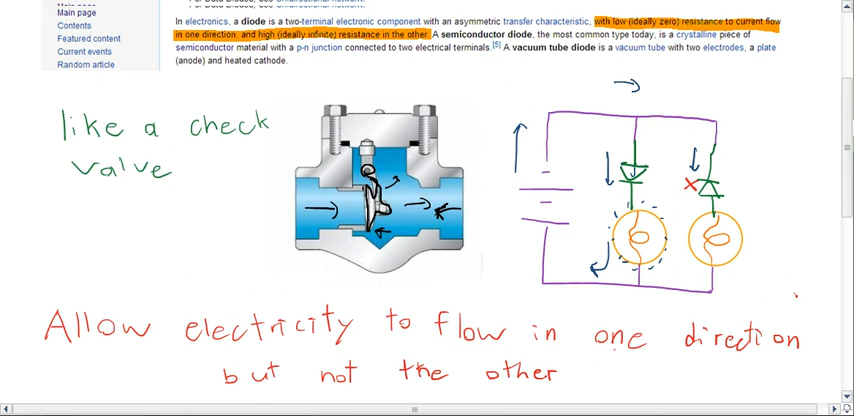 Main page
Contents
Featured content
Current events
Random article
In electronics, a diode is a two-terminal electronic component with an asymmetric transfer characteristic, with low (ideally zero) resistance to current flow
in one direction, and high (ideally infinite) resistance in the other. A semiconductor diode, the most common type today, is a crystalline piece of
semiconductor material with a p-n junction connected to two electrical terminals.[5] A vacuum tube diode is a vacuum tube with two electrodes, a plate
(anode) and heated cathode.
like a check
valve
Allow electricity to flow in one direction
but not the other